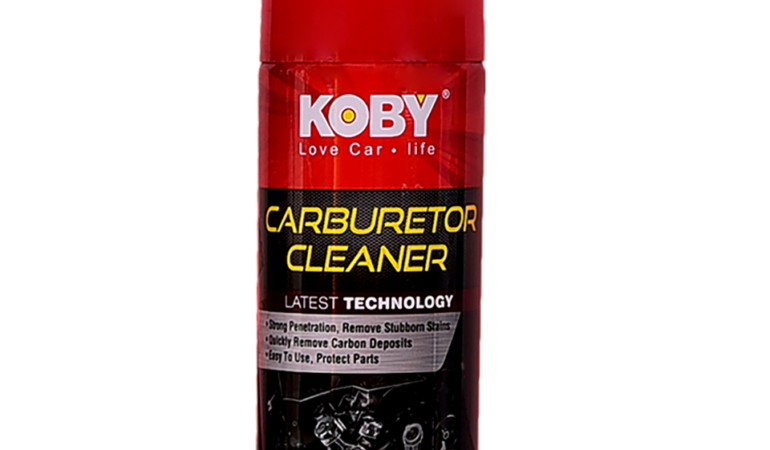 KOBY®
Love Car • life
CARBURETOR
CLEANER
LATEST TECHNOLOGY
• Strong Penetration, Remove Stubborn Stains
• Quickly Remove Carbon Deposits
• Easy To Use, Protect Parts